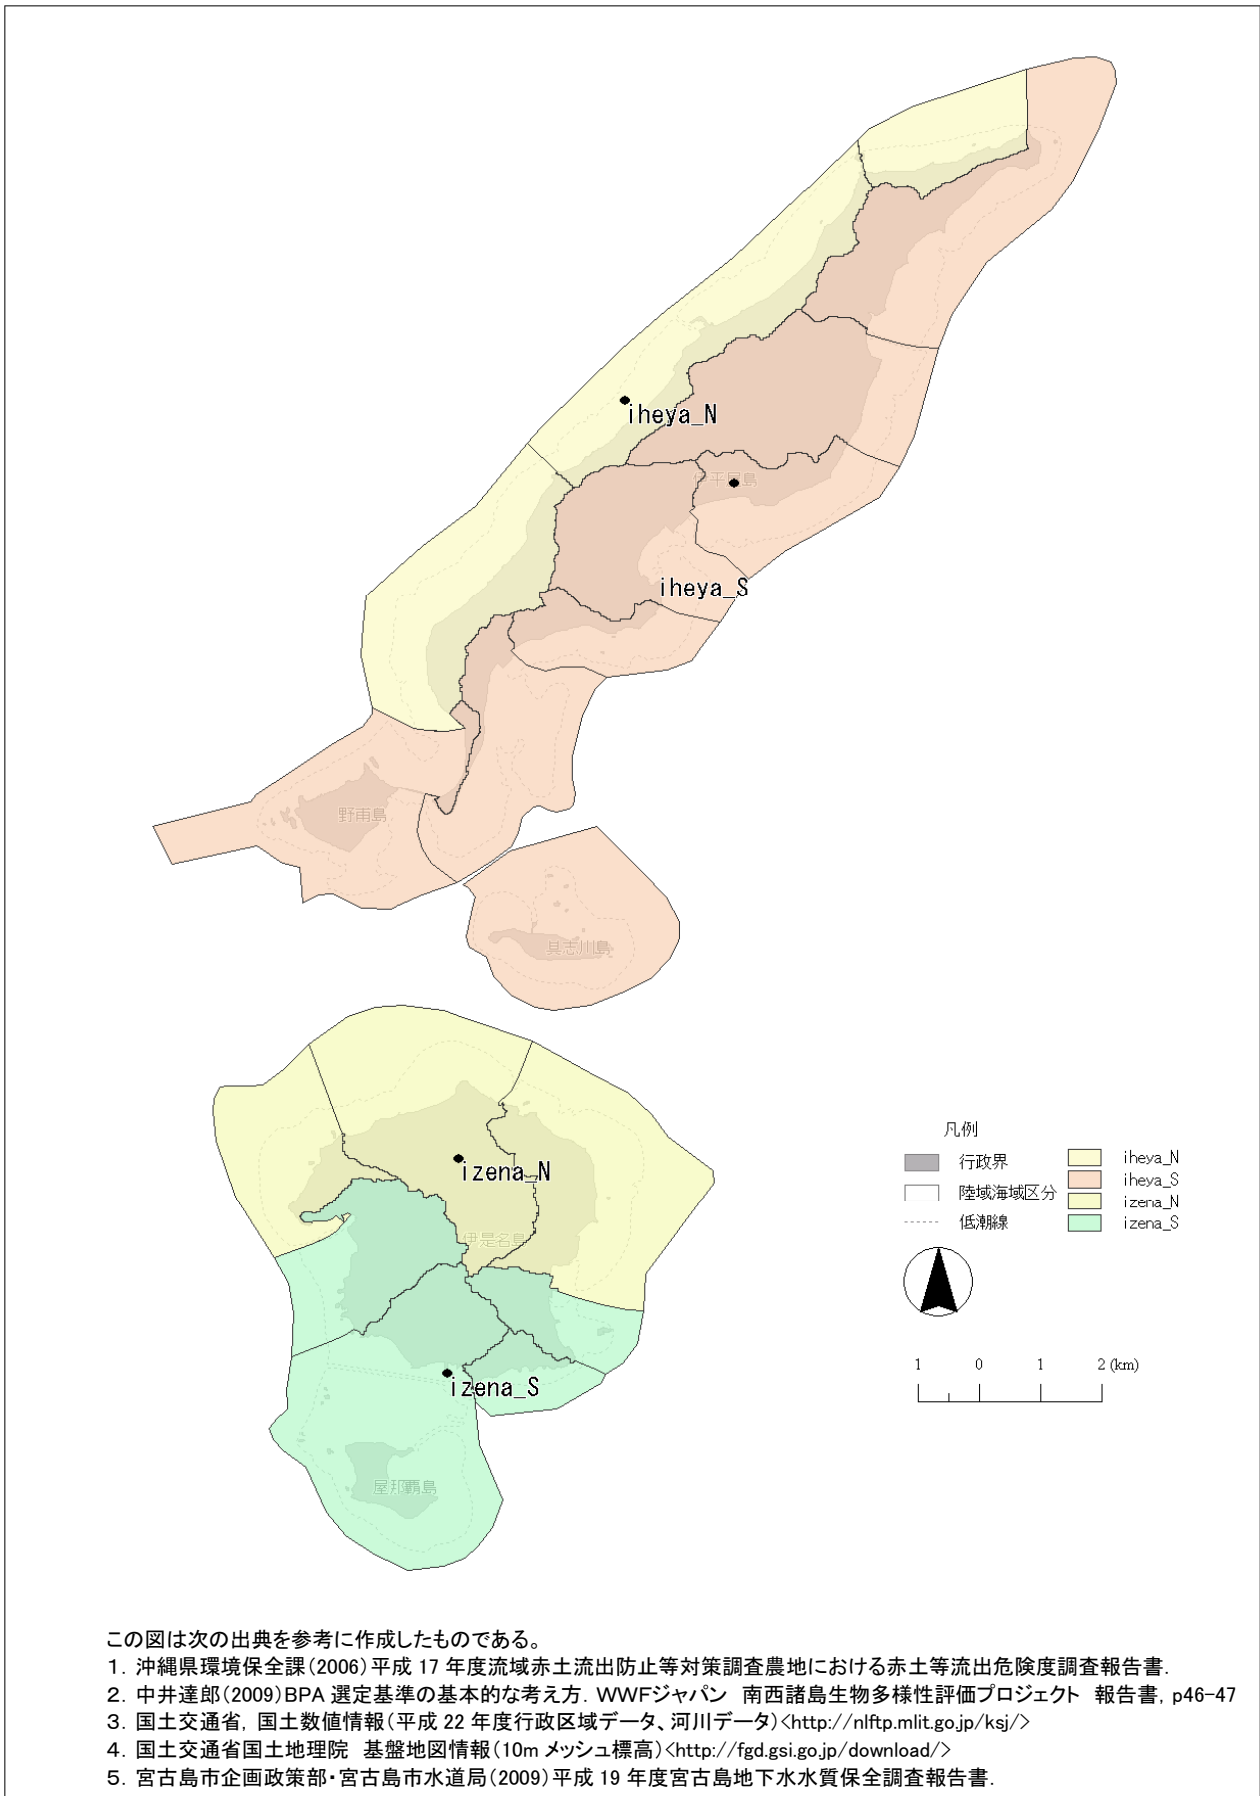 iheya_N
伊平屋島
iheya_S
野甫島
具志川島
izena_N
伊是名島
izena_S
屋那覇島
凡例
行政界
陸域海域区分
低潮線
iheya_N
iheya_S
izena_N
izena_S
1 0 1 2 (km)
この図は次の出典を参考に作成したものである。
1. 沖縄県環境保全課(2006)平成 17 年度流域赤土流出防止等対策調査農地における赤土等流出危険度調査報告書.
2. 中井達郎(2009)BPA 選定基準の基本的な考え方. WWFジャパン 南西諸島生物多様性評価プロジェクト 報告書, p46-47
3. 国土交通省, 国土数値情報(平成 22 年度行政区域データ、河川データ)<http://nlftp.mlit.go.jp/ksj/>
4. 国土交通省国土地理院 基盤地図情報(10m メッシュ標高)<http://fgd.gsi.go.jp/download/>
5. 宮古島市企画政策部・宮古島市水道局(2009)平成 19 年度宮古島地下水水質保全調査報告書.